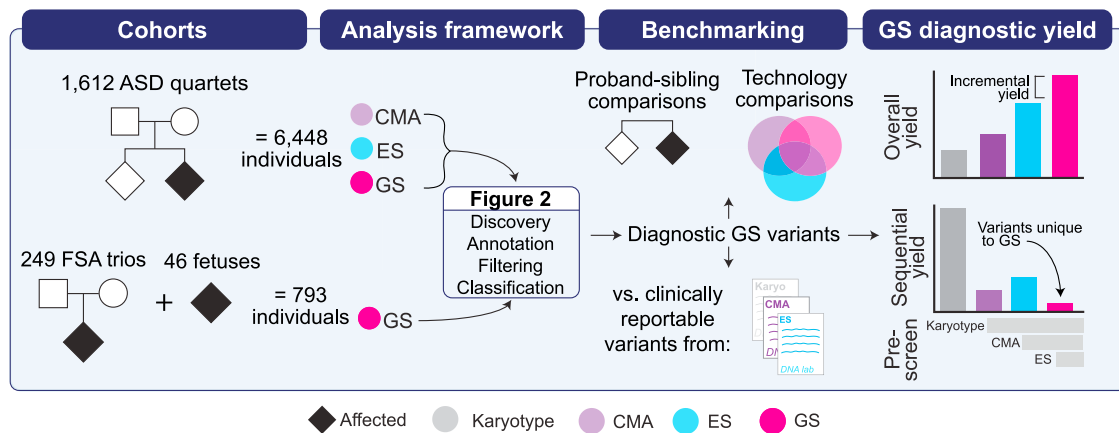 Cohorts
Analysis framework
Benchmarking
GS diagnostic yield
1,612 ASD quartets
= 6,448
individuals
249 FSA trios
46 fetuses
+
= 793
individuals
CMA
ES
GS
GS
Figure 2
Discovery
Annotation
Filtering
Classification
Proband-sibling
comparisons
Technology
comparisons
Diagnostic GS variants
vs. clinically
reportable
variants from:
Karyo
CMA
ES
DNA lab
Overall
yield
Incremental
yield
Sequential
yield
Variants unique
to GS
Pre-
screen
Karyotype
CMA
ES
Affected
Karyotype
CMA
ES
GS